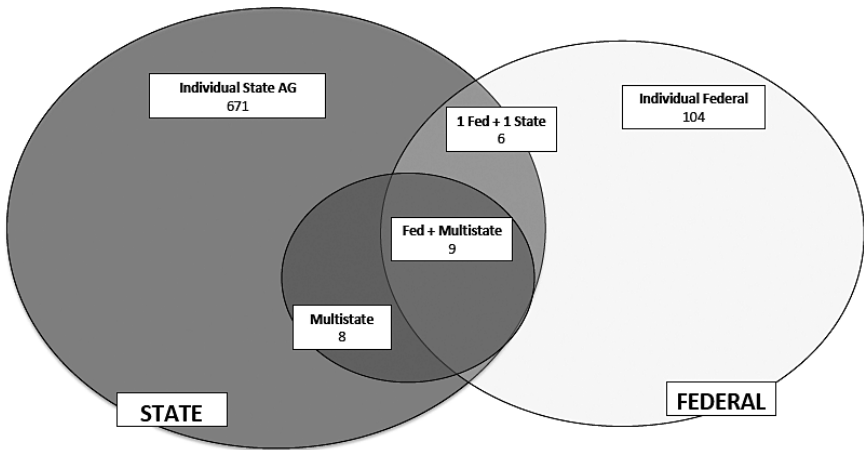 Individual State AG
671
Individual Federal
104
1 Fed + 1 State
6
Fed + Multistate
9
Multistate
8
STATE
FEDERAL